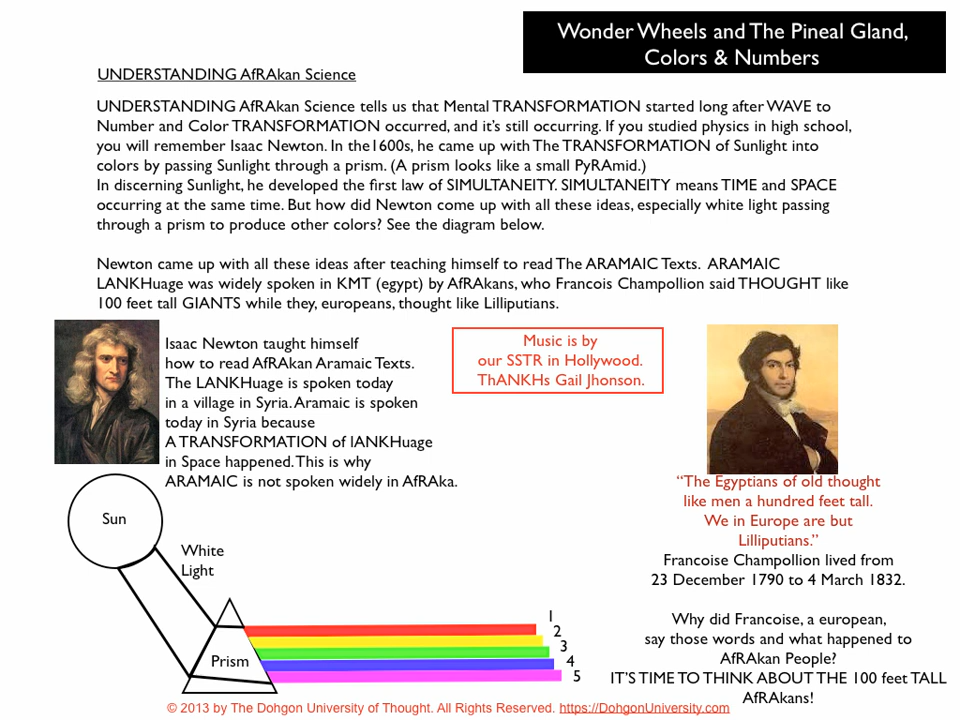 Wonder Wheels and The Pineal Gland,
Colors & Numbers
UNDERSTANDING AfRAkan Science
UNDERSTANDING AfRAkan Science tells us that Mental TRANSFORMATION started long after WAVE to
Number and Color TRANSFORMATION occurred, and it's still occurring. If you studied physics in high school,
you will remember Isaac Newton. In the1600s, he came up with The TRANSFORMATION of Sunlight into
colors by passing Sunlight through a prism. (A prism looks like a small PyRAmid.)
In discerning Sunlight, he developed the first law of SIMULTANEITY. SIMULTANEITY means TIME and SPACE
occurring at the same time. But how did Newton come up with all these ideas, especially white light passing
through a prism to produce other colors? See the diagram below.
Newton came up with all these ideas after teaching himself to read The ARAMAIC Texts. ARAMAIC
LANKHuage was widely spoken in KMT (egypt) by AfRAkans, who Francois Champollion said THOUGHT like
100 feet tall GIANTS while they, europeans, thought like Lilliputians.
Isaac Newton taught himself
how to read AfRAkan Aramaic Texts.
The LANKHuage is spoken today
in a village in Syria. Aramaic is spoken
today in Syria because
A TRANSFORMATION of lANKHuage
in Space happened. This is why
ARAMAIC is not spoken widely in AfRAka.
Music is by
our SSTR in Hollywood.
ThANKHs Gail Jhonson.
"The Egyptians of old thought
like men a hundred feet tall.
We in Europe are but
Lilliputians."
Francoise Champollion lived from
23 December 1790 to 4 March 1832.
Why did Francoise, a european,
say those words and what happened to
AfRAkan People?
IT'S TIME TO THINK ABOUT THE 100 feet TALL
AfRAkans!
Sun
White
Light
Prism
1
2
3
4
5
© 2013 by The Dohgon University of Thought. All Rights Reserved. https://DohgonUniversity.com